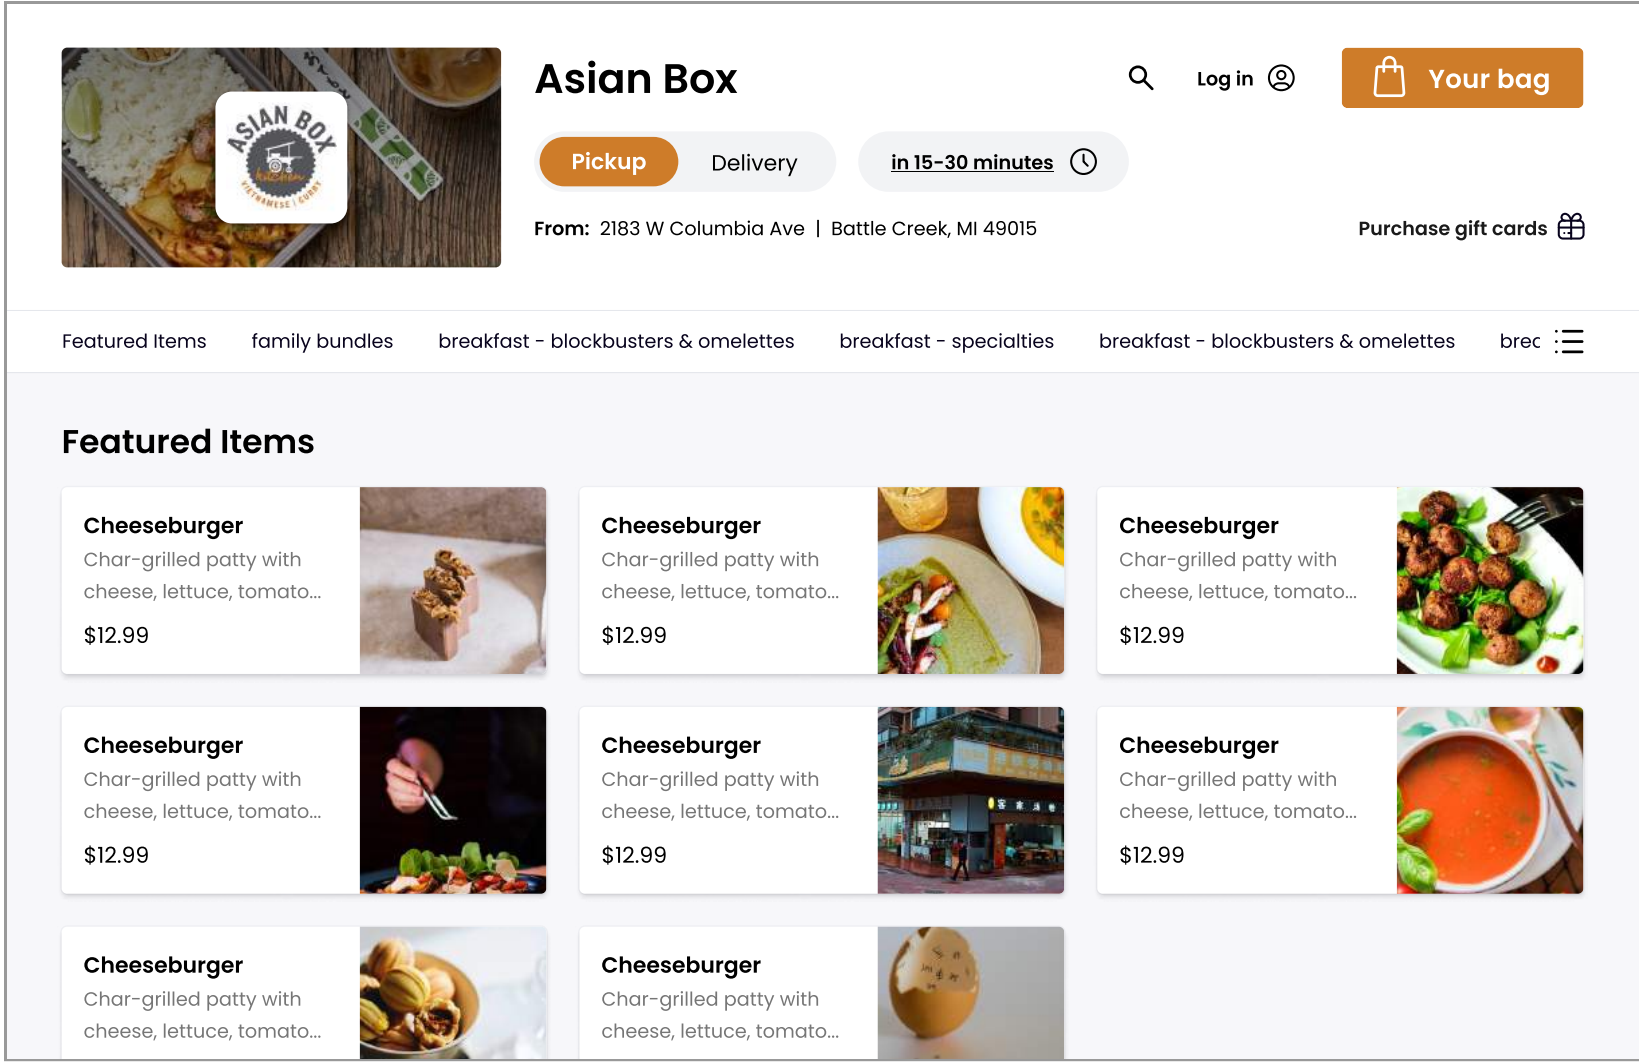 ASIAN BOX
kitchen
VIETNAMESE | CURRY
Asian Box
Log in
Your bag
Pickup
Delivery
in 15-30 minutes
From: 2183 W Columbia Ave | Battle Creek, MI 49015
Purchase gift cards
Featured Items
family bundles
breakfast - blockbusters & omelettes
breakfast - specialties
breakfast - blockbusters & omelettes
brec
Featured Items
Cheeseburger
Char-grilled patty with
cheese, lettuce, tomato...
$12.99
Cheeseburger
Char-grilled patty with
cheese, lettuce, tomato...
$12.99
Cheeseburger
Char-grilled patty with
cheese, lettuce, tomato...
$12.99
Cheeseburger
Char-grilled patty with
cheese, lettuce, tomato...
$12.99
Cheeseburger
Char-grilled patty with
cheese, lettuce, tomato...
$12.99
Cheeseburger
Char-grilled patty with
cheese, lettuce, tomato...
$12.99
Cheeseburger
Char-grilled patty with
cheese, lettuce, tomato...
Cheeseburger
Char-grilled patty with
cheese, lettuce, tomato...